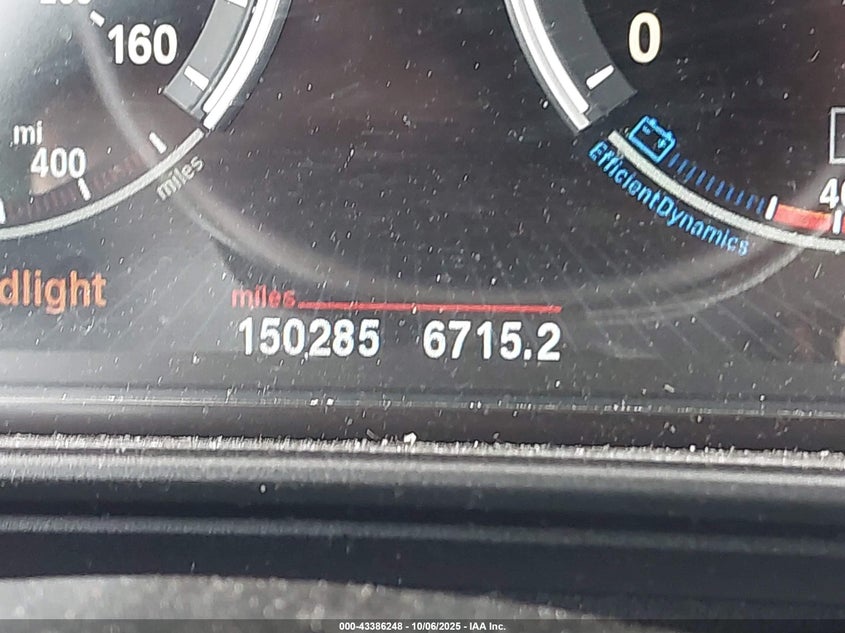 160
0
mi
400
miles
EfficientDynamics
dlight
miles
150285 6715.2
000-43386248 - 10/06/2025 - IAA Inc.